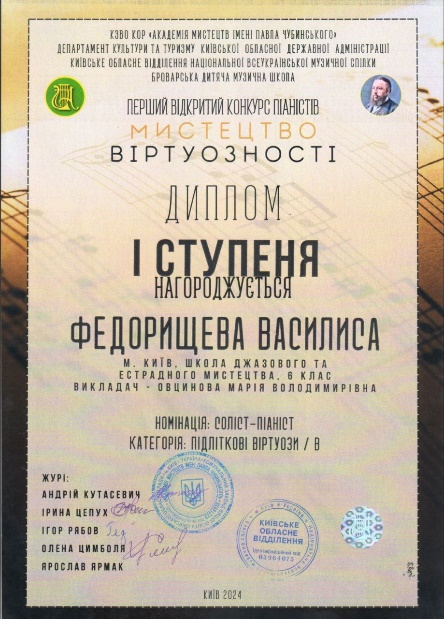 КЗВО КОР «АКАДЕМІЯ МИСТЕЦТВ ІМЕНІ ПАВЛА ЧУБИНСЬКОГО»
ДЕПАРТАМЕНТ КУЛЬТУРИ ТА ТУРИЗМУ КИЇВСЬКОЇ ОБЛАСНОЇ ДЕРЖАВНОЇ АДМІНІСТРАЦІЇ
КИЇВСЬКЕ ОБЛАСНЕ ВІДДІЛЕННЯ НАЦІОНАЛЬНОЇ ВСЕУКРАЇНСЬКОЇ МУЗИЧНОЇ СПІЛКИ
БРОВАРСЬКА ДИТЯЧА МУЗИЧНА ШКОЛА
ПЕРШИЙ ВІДКРИТИЙ КОНКУРС ПІАНІСТІВ
МИСТЕЦТВО
ВІРТУОЗНОСТІ
ДИПЛОМ
І СТУПЕНЯ
НАГОРОДЖУЄТЬСЯ
ФЕДОРИЩЕВА ВАСИЛИСА
М. КИЇВ, ШКОЛА ДЖАЗОВОГО ТА
ЕСТРАДНОГО МИСТЕЦТВА, 6 КЛАС
ВИКЛАДАЧ - ОВЦИНОВА МАРІЯ ВОЛОДИМИРІВНА
НОМІНАЦІЯ: СОЛІСТ-ПІАНІСТ
КАТЕГОРІЯ: ПІДЛІТКОВІ ВІРТУОЗИ / В
ЖУРІ:
АНДРІЙ КУТАСЕВИЧ
ІРИНА ЦЕПУХ
ІГОР РЯБОВ
ОЛЕНА ЦИМБОЛЯ
ЯРОСЛАВ ЯРМАК
КИЇВСЬКЕ
ОБЛАСНЕ
ВІДДІЛЕННЯ
КИЇВ 2024